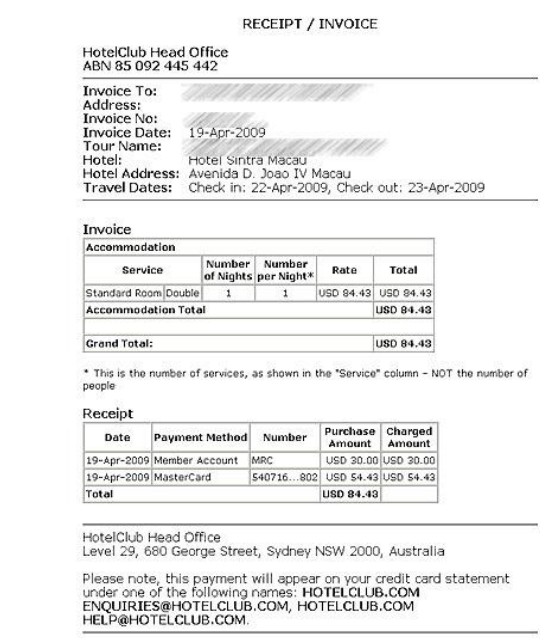 RECEIPT / INVOICE
HotelClub Head Office
ABN 85 092 445 442
Invoice To:
Address:
Invoice No:
Invoice Date: 19-Apr-2009
Tour Name:
Hotel: Hotel Sintra Macau
Hotel Address: Avenida D. Joao IV Macau
Travel Dates: Check in: 22-Apr-2009, Check out: 23-Apr-2009
Invoice
Accommodation
Service Number of Nights Number per Night* Rate Total
Standard Room Double 1 1 USD 84.43 USD 84.43
Accommodation Total USD 84.43
Grand Total: USD 84.43
* This is the number of services, as shown in the "Service" column - NOT the number of
people
Receipt
Date Payment Method Number Purchase Amount Charged Amount
19-Apr-2009 Member Account MRC USD 30.00 USD 30.00
19-Apr-2009 MasterCard 540716...802 USD 54.43 USD 54.43
Total USD 84.43
HotelClub Head Office
Level 29, 680 George Street, Sydney NSW 2000, Australia
Please note, this payment will appear on your credit card statement
under one of the following names: HOTELCLUB.COM
ENQUIRIES@HOTELCLUB.COM, HOTELCLUB.COM
HELP@HOTELCLUB.COM.